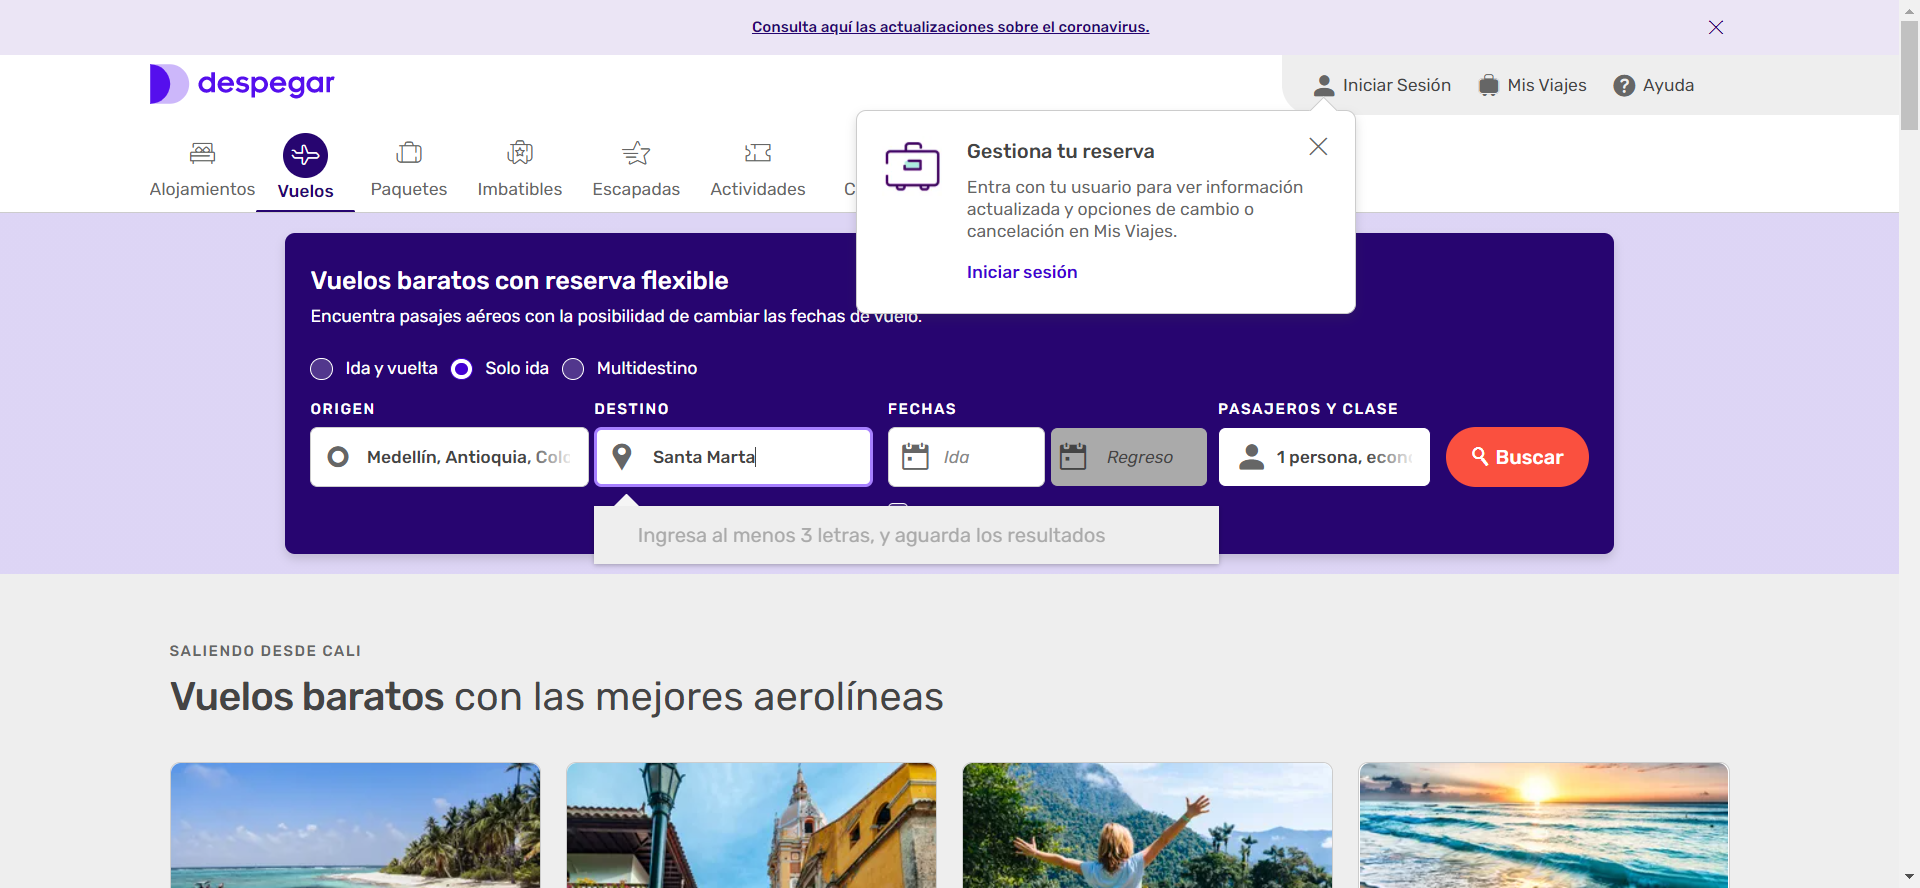 Consulta aquí las actualizaciones sobre el coronavirus.
despegar
Iniciar Sesión
Mis Viajes
Ayuda
Alojamientos
Vuelos
Paquetes
Imbatibles
Escapadas
Actividades
C
Gestiona tu reserva
Entra con tu usuario para ver información
actualizada y opciones de cambio o
cancelación en Mis Viajes.
Iniciar sesión
Vuelos baratos con reserva flexible
Encuentra pasajes aéreos con la posibilidad de cambiar las fechas de vuelo.
Ida y vuelta
Solo ida
Multidestino
ORIGEN
DESTINO
FECHAS
PASAJEROS Y CLASE
Medellín, Antioquia, Colo
Santa Marta
Ida
Regreso
1 persona, econ
Buscar
Ingresa al menos 3 letras, y aguarda los resultados
SALIENDO DESDE CALI
Vuelos baratos con las mejores aerolíneas